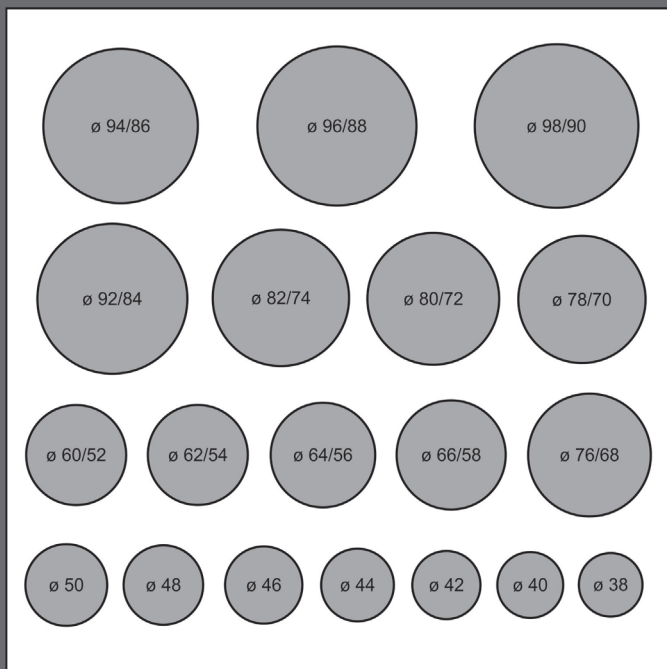 ø 94/86 ø 96/88 ø 98/90
ø 92/84 ø 82/74 ø 80/72 ø 78/70
ø 60/52 ø 62/54 ø 64/56 ø 66/58 ø 76/68
ø 50 ø 48 ø 46 ø 44 ø 42 ø 40 ø 38